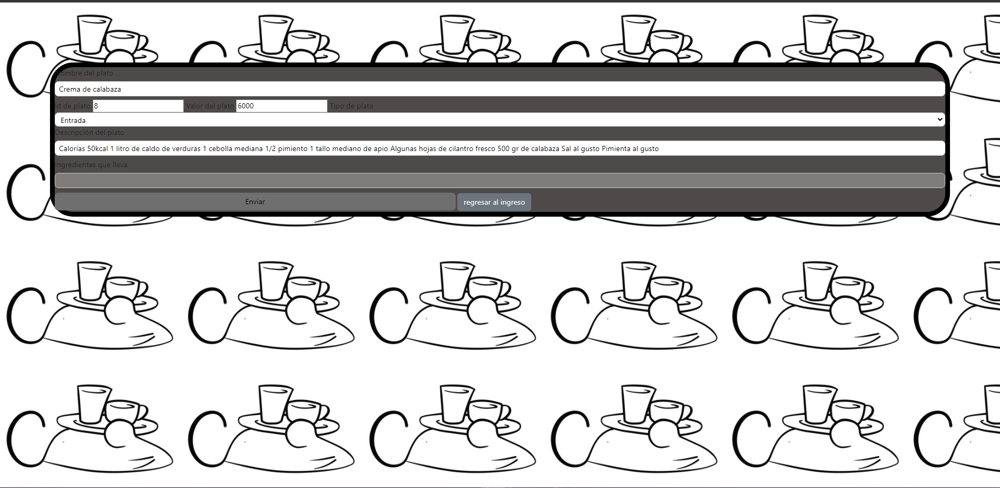 Nombre del plato
Crema de calabaza
Id de plato 8 Valor del plato 6000 Tipo de plato
Entrada
Descripción del plato
Calorías 50kcal 1 litro de caldo de verduras 1 cebolla mediana 1/2 pimiento 1 tallo mediano de apio Algunas hojas de cilantro fresco 500 gr de calabaza Sal al gusto Pimienta al gusto
Ingredientes que lleva
Enviar regresar al ingreso